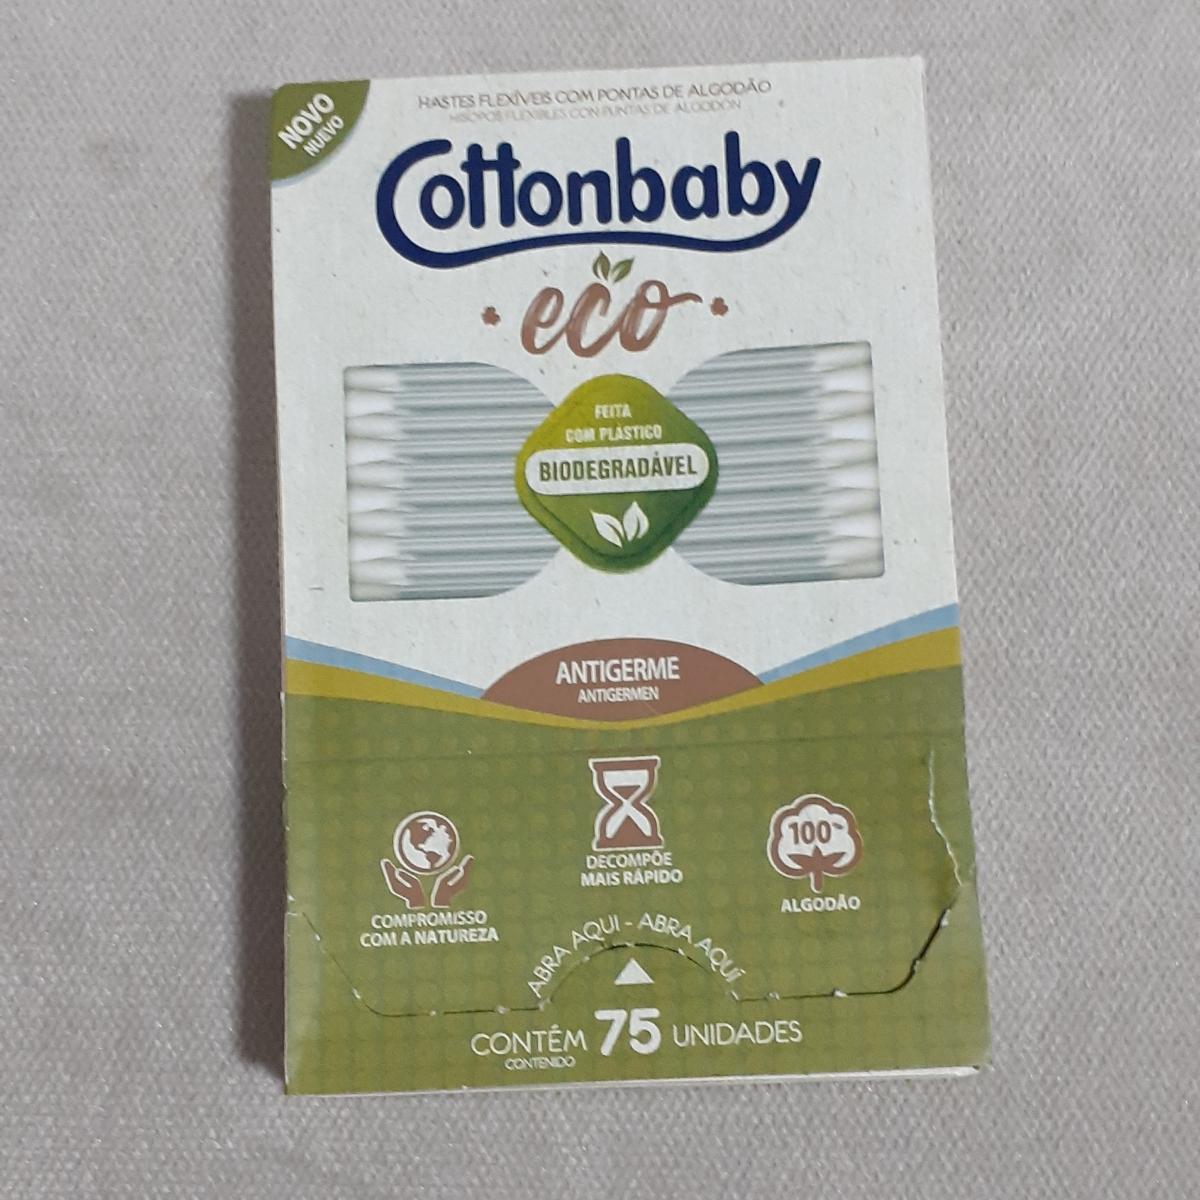 NOVO
NUEVO
HASTES FLEXÍVEIS COM PONTAS DE ALGODÃO
HISOPOS FLEXIBLES CON PUNTAS DE ALGODÓN
Cottonbaby
eco
FEITA
COM PLÁSTICO
BIODEGRADÁVEL
ANTIGERME
ANTIGERMEN
DECOMPÕE
MAIS RÁPIDO
100%
ALGODÃO
COMPROMISSO
COM A NATUREZA
ABRA AQUI - ABRA AQUÍ
CONTÉM 75 UNIDADES
CONTENIDO